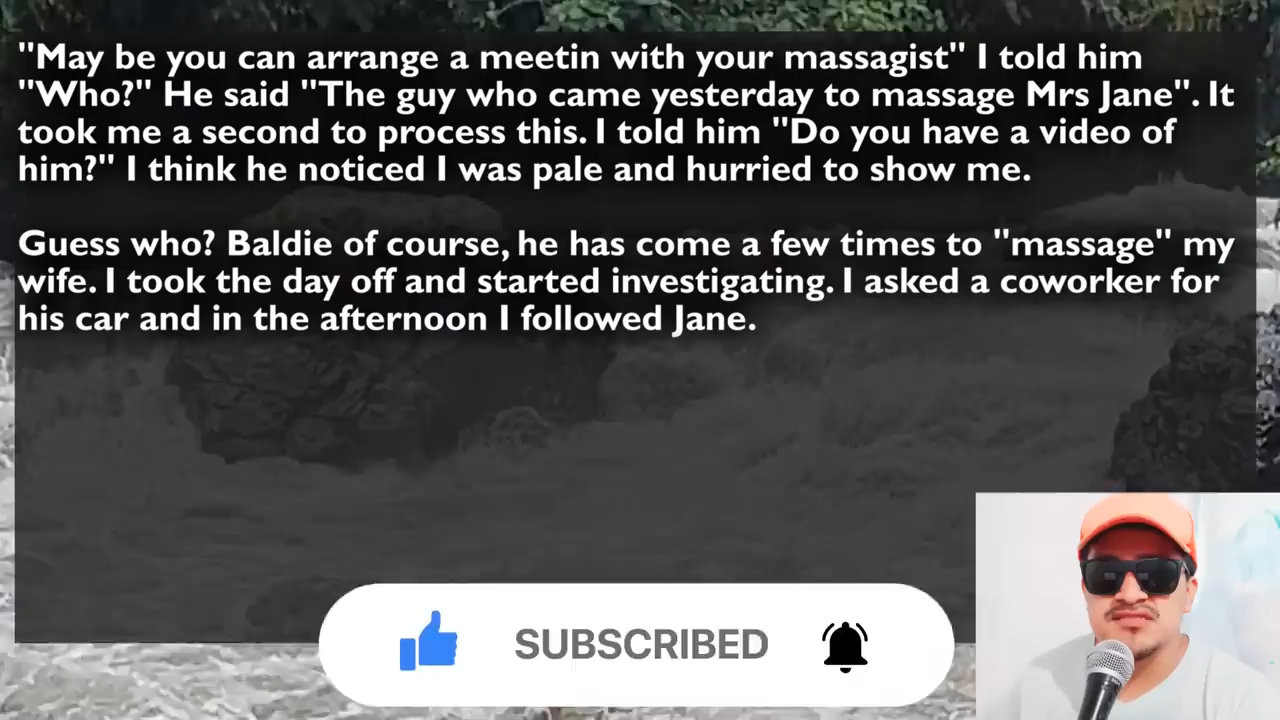 "May be you can arrange a meetin with your massagist" I told him
"Who?" He said "The guy who came yesterday to massage Mrs Jane". It
took me a second to process this. I told him "Do you have a video of
him?" I think he noticed I was pale and hurried to show me.
Guess who? Baldie of course, he has come a few times to "massage" my
wife. I took the day off and started investigating. I asked a coworker for
his car and in the afternoon I followed Jane.
SUBSCRIBED